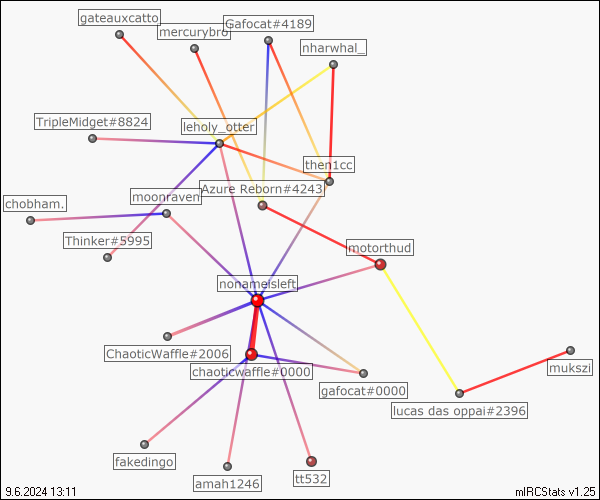 gateauxcatto
mercurybro
Gafocat#4189
nharwhal_
TripleMidget#8824
leholy_otter
then1cc
Azure Reborn#4243
moonraven
chobham.
Thinker#5995
motorthud
nonameisleft
ChaoticWaffle#2006
chaoticwaffle#0000
mukszi
gafocat#0000
lucas das oppai#2396
fakedingo
amah1246
tt532
9.6.2024 13:11
mIRCStats v1.25